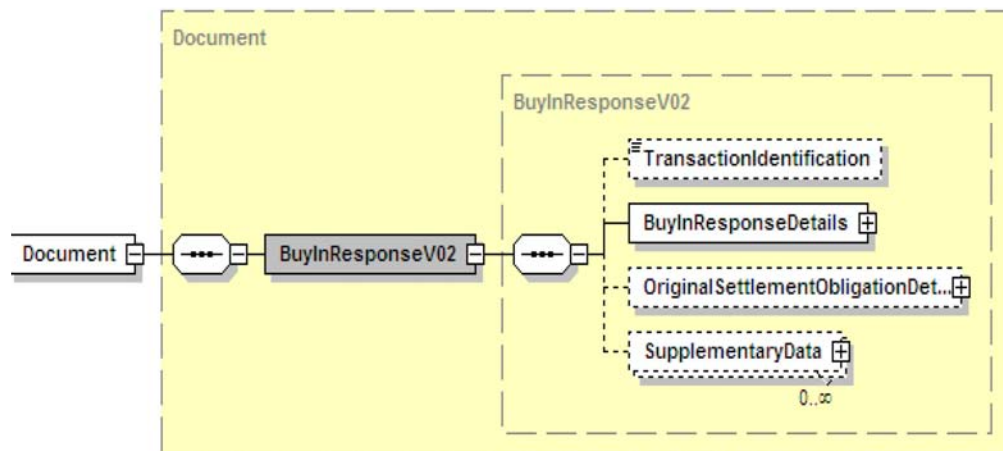 Document
BuyInResponseV02
TransactionIdentification
BuyInResponseDetails
Document
BuyInResponseV02
OriginalSettlementObligationDet...
SupplementaryData
0..∞